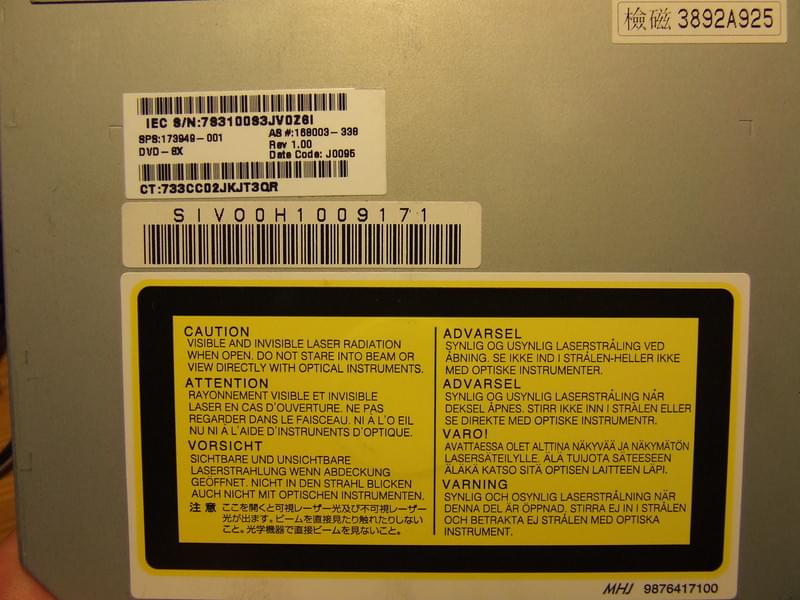 檢磁 3892A925
IEC S/N:79310093JV0Z6I
SPS:173949-001 AS #:168003-338
DVD-8X Rev 1.00
Date Code: J0095
CT:733CC02JKJT3QR
SIV00H1009171
CAUTION
VISIBLE AND INVISIBLE LASER RADIATION
WHEN OPEN. DO NOT STARE INTO BEAM OR
VIEW DIRECTLY WITH OPTICAL INSTRUMENTS.
ATTENTION
RAYONNEMENT VISIBLE ET INVISIBLE
LASER EN CAS D'OUVERTURE. NE PAS
REGARDER DANS LE FAISCEAU. NI A L'O EIL
NU NI A L'AIDE D'INSTRUNENTS D'OPTIQUE.
VORSICHT
SICHTBARE UND UNSICHTBARE
LASERSTRAHLUNG WENN ABDECKUNG
GEÖFFNET. NICHT IN DEN STRAHL BLICKEN
AUCH NICHT MIT OPTISCHEN INSTRUMENTEN.
注 意 ここを開くと可視レーザー光及び不可視レーザー
光が出ます。ビームを直接見たり触れたりしない
こと。光学機器で直接ビームを見ないこと。
ADVARSEL
SYNLIG OG USYNLIG LASERSTRÅLING VED
ÅBNING. SE IKKE IND I STRÅLEN-HELLER IKKE
MED OPTISKE INSTRUMENTER.
ADVARSEL
SYNLIG OG USYNLIG LASERSTRÅLING NÅR
DEKSEL ÅPNES. STIRR IKKE INN I STRÅLEN ELLER
SE DIREKTE MED OPTISKE INSTRUMENTR.
VARO!
AVATTAESSA OLET ALTTINA NÄKYVÄÄ JA NÄKYMÄTÖN
LASERSÄTEILYLLE. ÄLÄ TUIJOTA SÄTEESEEN
ÄLÄKÄ KATSO SITÄ OPTISEN LAITTEEN LÄPI.
VARNING
SYNLIG OCH OSYNLIG LASERSTRÅLNING NÄR
DENNA DEL ÄR ÖPPNAD. STIRRA EJ IN I STRÅLEN
OCH BETRAKTA EJ STRÅLEN MED OPTISKA
INSTRUMENT.
MHJ 9876417100